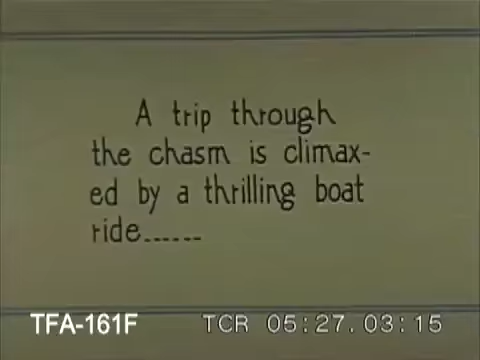 A trip through
the chasm is climax-
ed by a thrilling boat
ride......
TFA-161F TCR 05:27.03:15